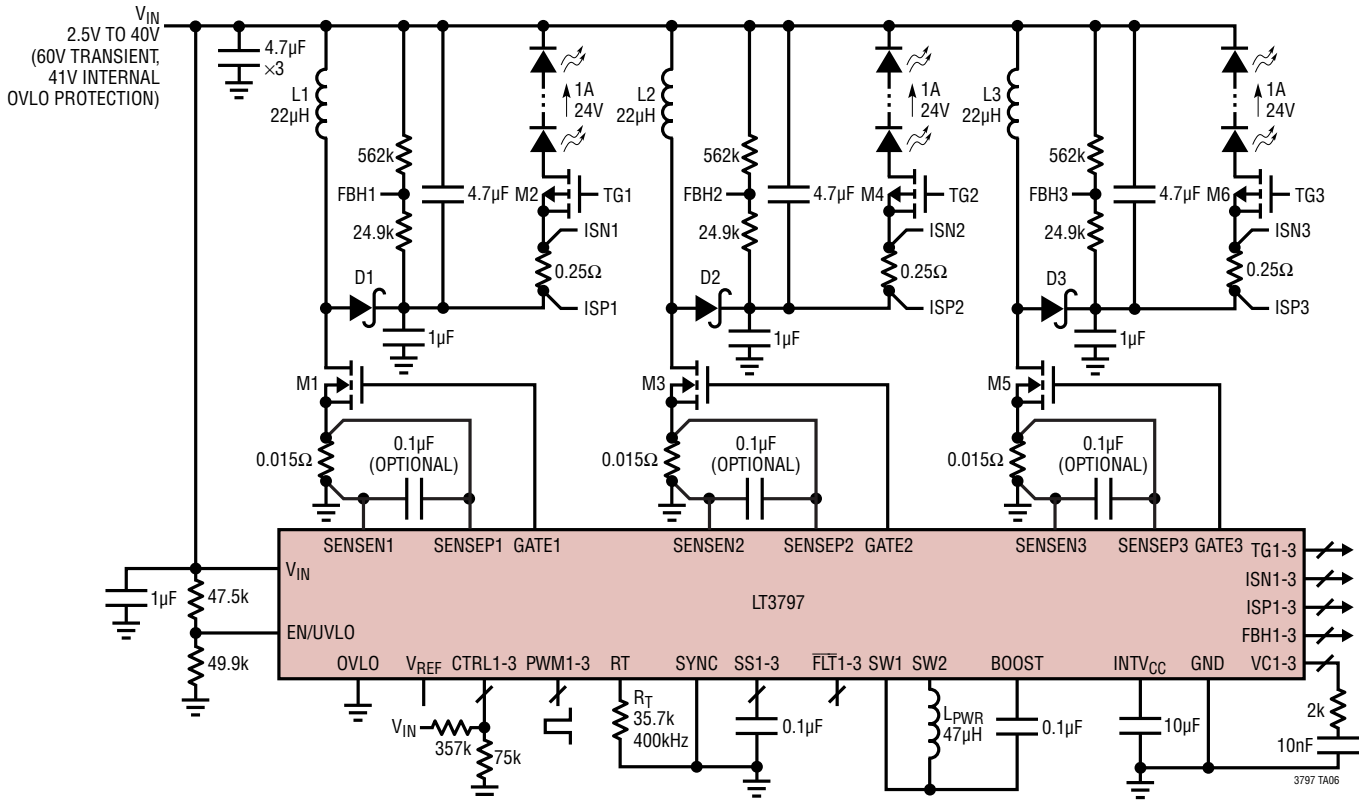 VIN
2.5V TO 40V
(60V TRANSIENT,
41V INTERNAL
OVLO PROTECTION)
4.7µF
×3
L1
22µH
562k
FBH1
24.9k
4.7µF
1A
24V
M2
TG1
ISN1
0.25Ω
ISP1
D1
1µF
M1
0.015Ω
0.1µF
(OPTIONAL)
L2
22µH
562k
FBH2
24.9k
4.7µF
1A
24V
M4
TG2
ISN2
0.25Ω
ISP2
D2
1µF
M3
0.015Ω
0.1µF
(OPTIONAL)
L3
22µH
562k
FBH3
24.9k
4.7µF
1A
24V
M6
TG3
ISN3
0.25Ω
ISP3
D3
1µF
M5
0.015Ω
0.1µF
(OPTIONAL)
SENSEN1 SENSEP1 GATE1 SENSEN2 SENSEP2 GATE2 SENSEN3 SENSEP3 GATE3
TG1-3
ISN1-3
ISP1-3
FBH1-3
VC1-3
VIN
LT3797
EN/UVLO
1µF
47.5k
49.9k
OVLO VREF CTRL1-3 PWM1-3 RT SYNC SS1-3 FLT1-3 SW1 SW2 BOOST INTVCC GND
VIN
357k
75k
RT
35.7k
400kHz
0.1µF
LPWR
47µH
0.1µF
10µF
2k
10nF
3797 TA06